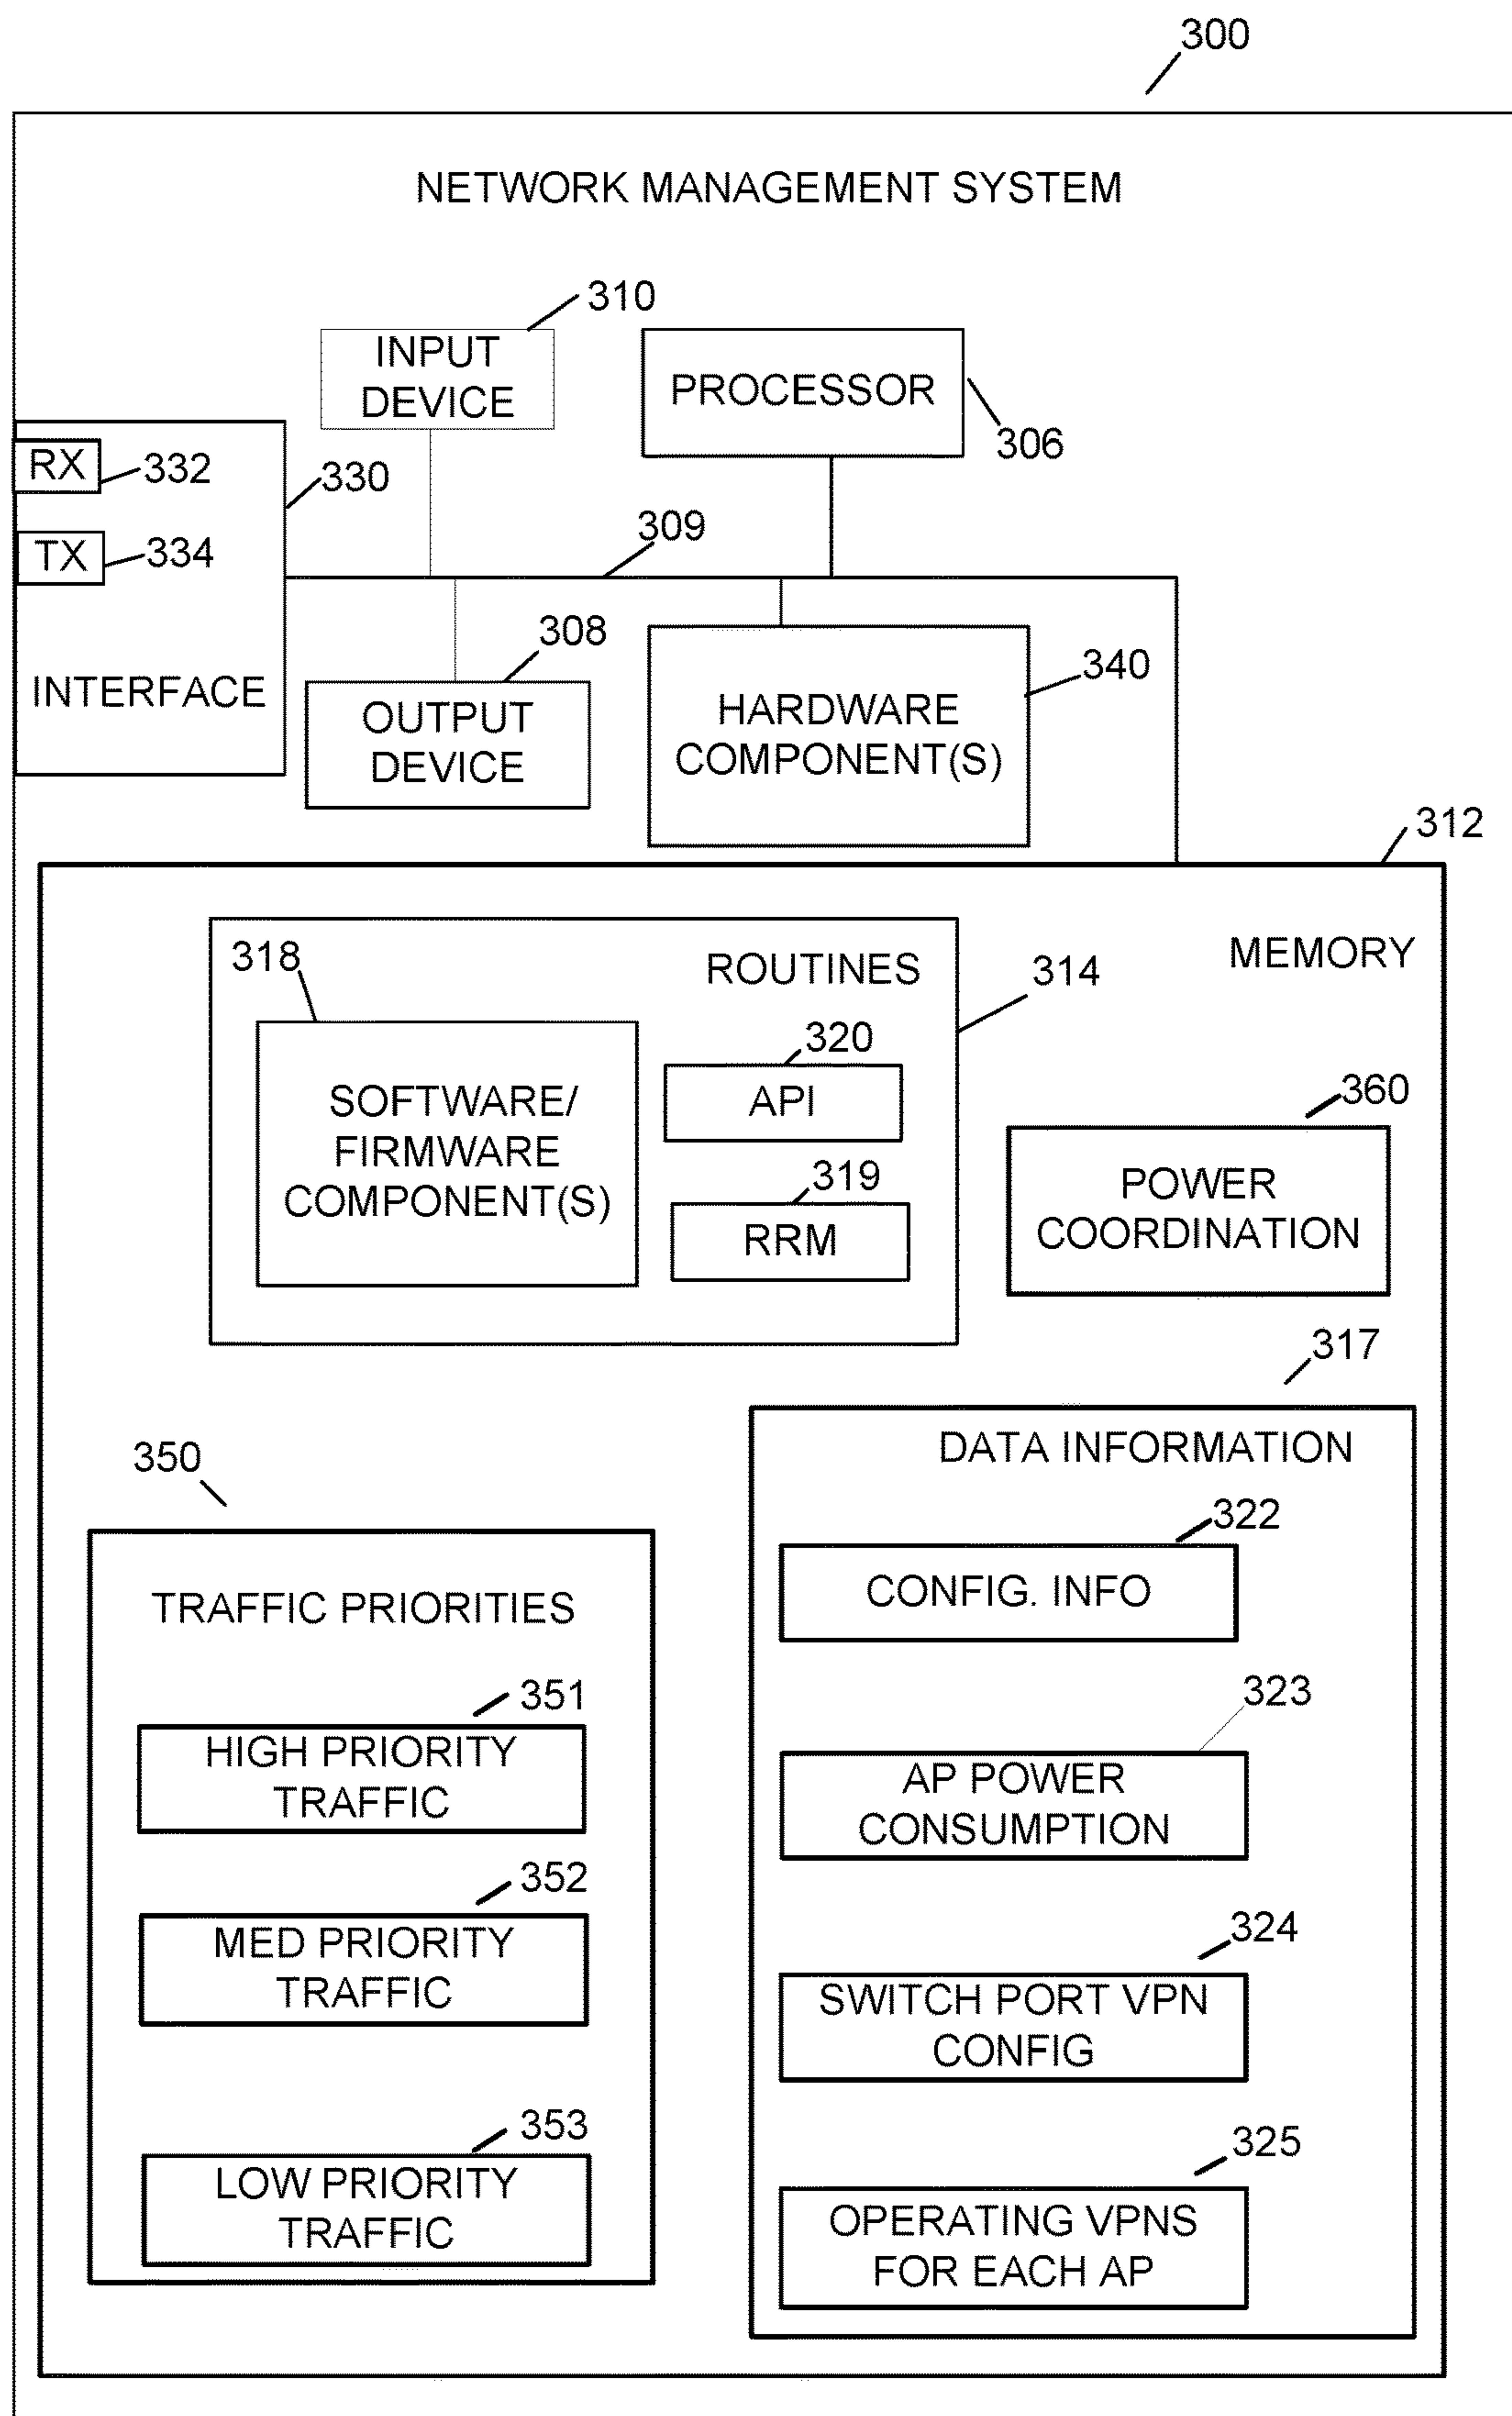 300
NETWORK MANAGEMENT SYSTEM
310
INPUT
DEVICE
PROCESSOR
306
RX
332
330
TX
334
309
INTERFACE
308
OUTPUT
DEVICE
340
HARDWARE
COMPONENT(S)
312
MEMORY
318
ROUTINES
314
SOFTWARE/
FIRMWARE
COMPONENT(S)
320
API
319
RRM
360
POWER
COORDINATION
317
DATA INFORMATION
350
TRAFFIC PRIORITIES
322
CONFIG. INFO
351
HIGH PRIORITY
TRAFFIC
323
AP POWER
CONSUMPTION
352
MED PRIORITY
TRAFFIC
324
SWITCH PORT VPN
CONFIG
353
LOW PRIORITY
TRAFFIC
325
OPERATING VPNS
FOR EACH AP